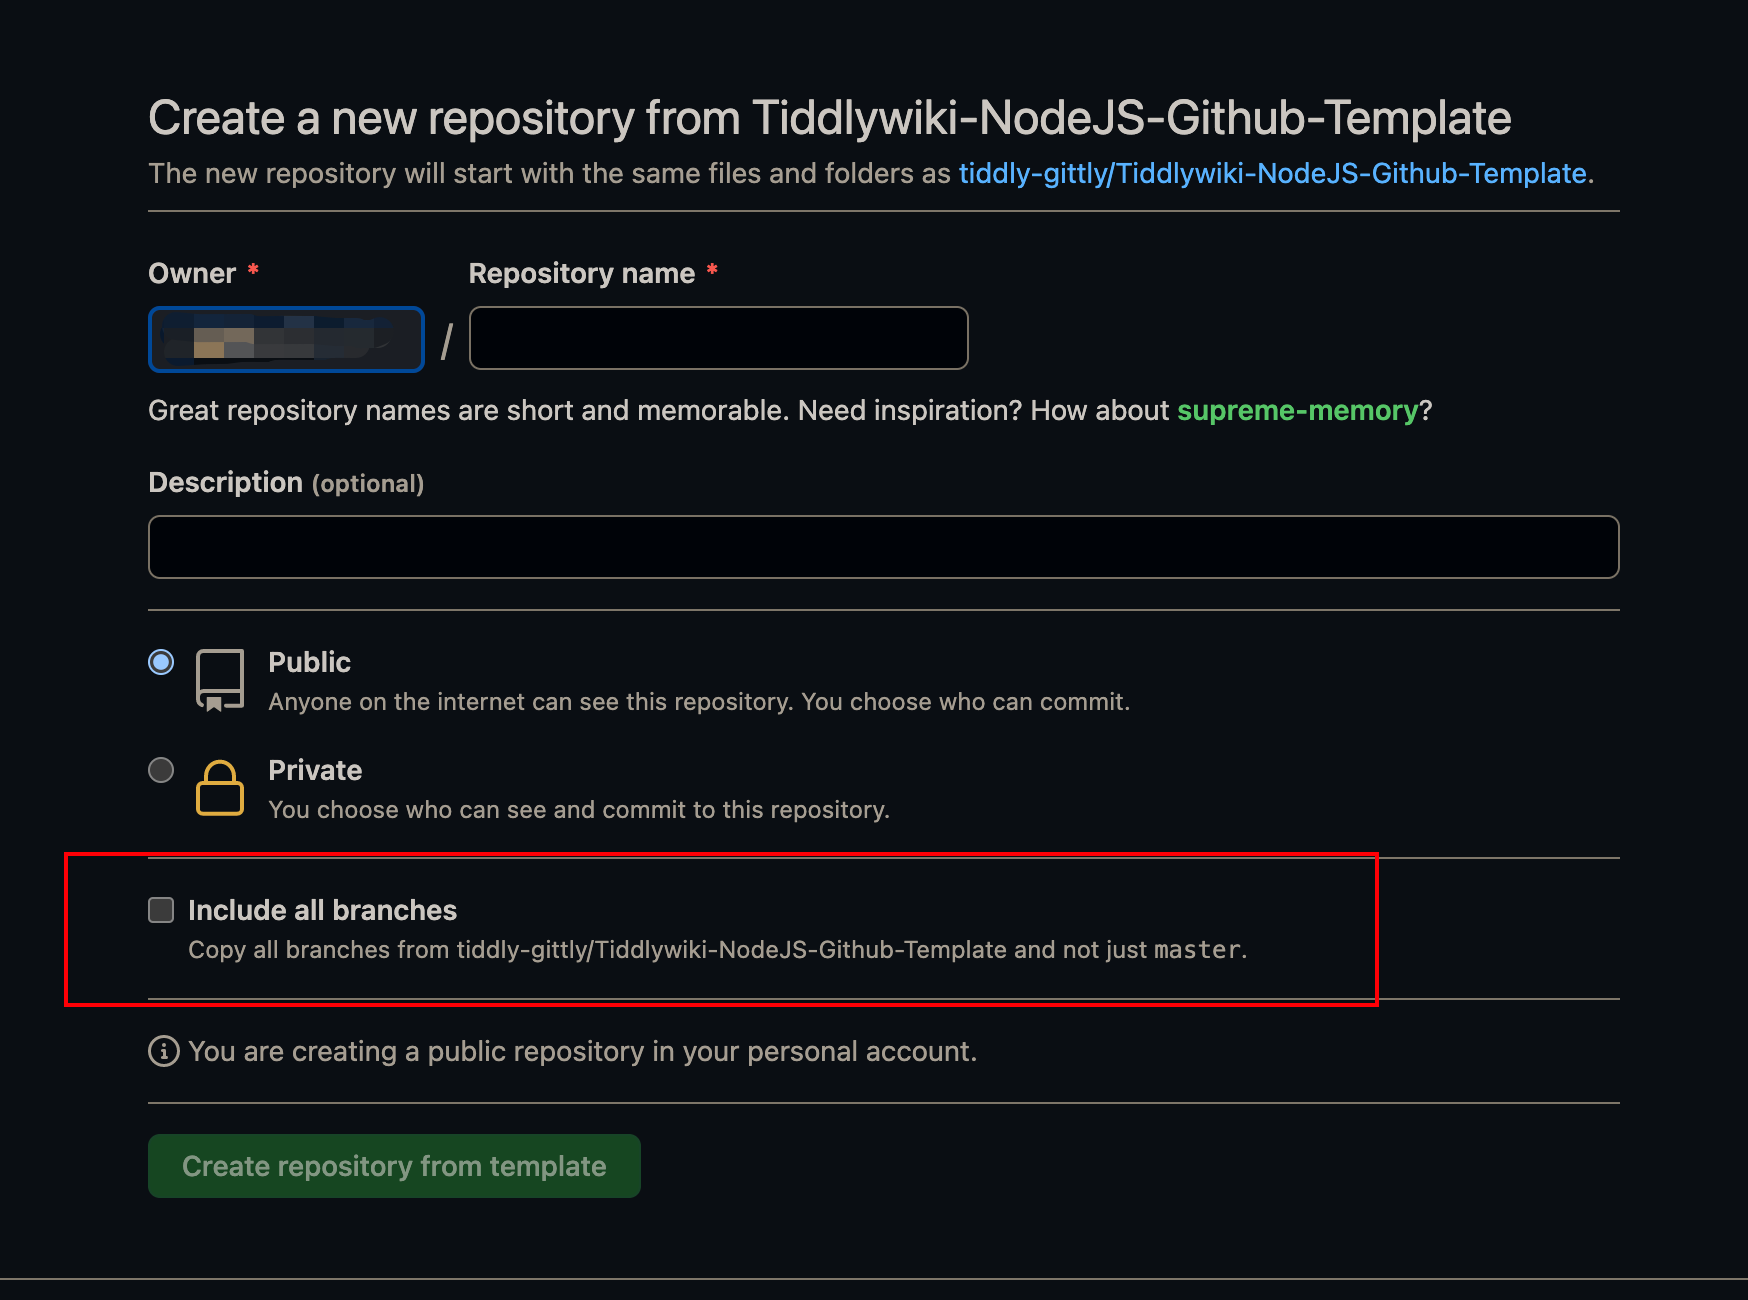 Create a new repository from Tiddlywiki-NodeJS-Github-Template
The new repository will start with the same files and folders as tiddly-gittly/Tiddlywiki-NodeJS-Github-Template.
Owner * Repository name *
/
Great repository names are short and memorable. Need inspiration? How about supreme-memory?
Description (optional)
Public
Anyone on the internet can see this repository. You choose who can commit.
Private
You choose who can see and commit to this repository.
Include all branches
Copy all branches from tiddly-gittly/Tiddlywiki-NodeJS-Github-Template and not just master.
You are creating a public repository in your personal account.
Create repository from template